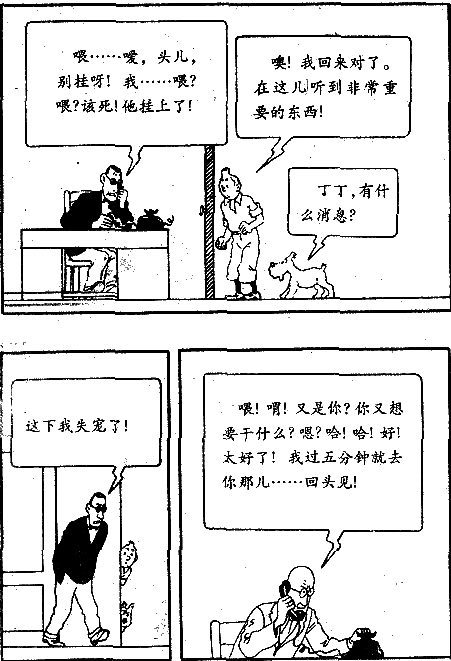 喂……嗳，头儿，
别挂呀！我……喂？
喂？该死！他挂上了！
噢！我回来对了。
在这儿听到非常重
要的东西！
丁丁，有什
么消息？
这下我失宠了！
喂！喟！又是你？你又想
要干什么？嗯？哈！哈！好！
太好了！我过五分钟就去
你那儿……回头见！